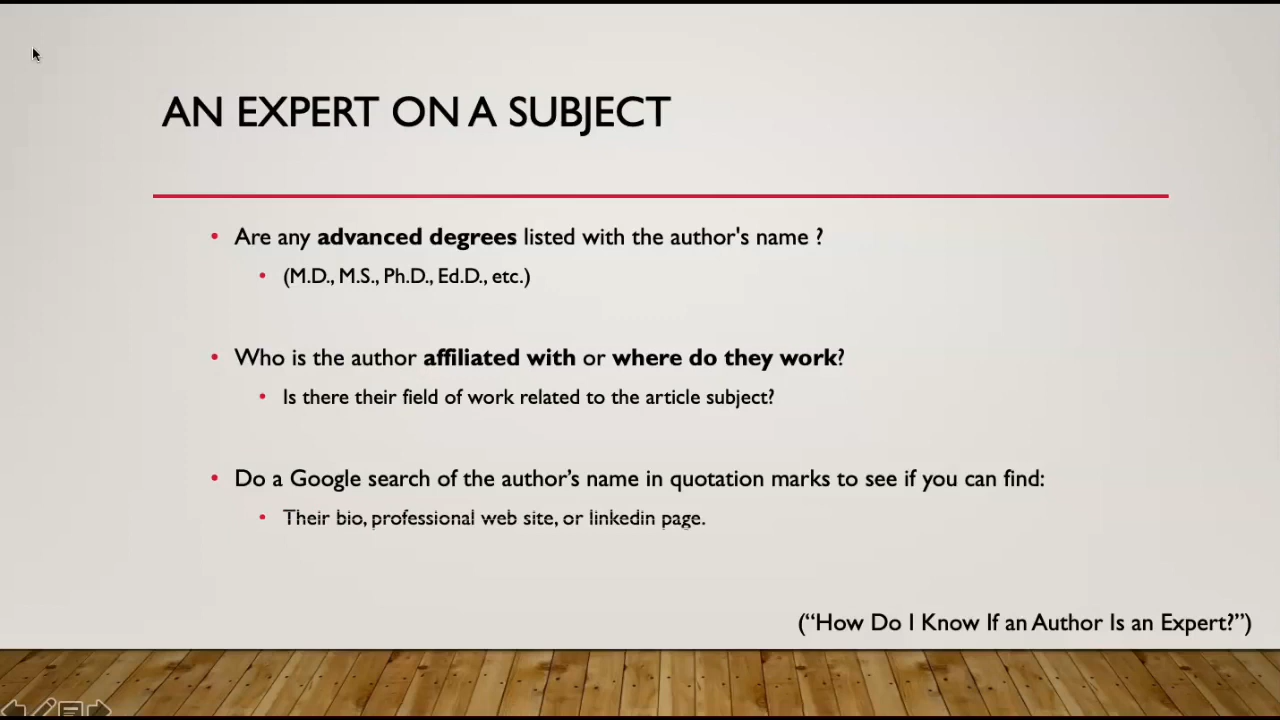 AN EXPERT ON A SUBJECT
• Are any advanced degrees listed with the author's name ?
• (M.D., M.S., Ph.D., Ed.D., etc.)
• Who is the author affiliated with or where do they work?
• Is there their field of work related to the article subject?
• Do a Google search of the author’s name in quotation marks to see if you can find:
• Their bio, professional web site, or linkedin page.
(“How Do I Know If an Author Is an Expert?”)